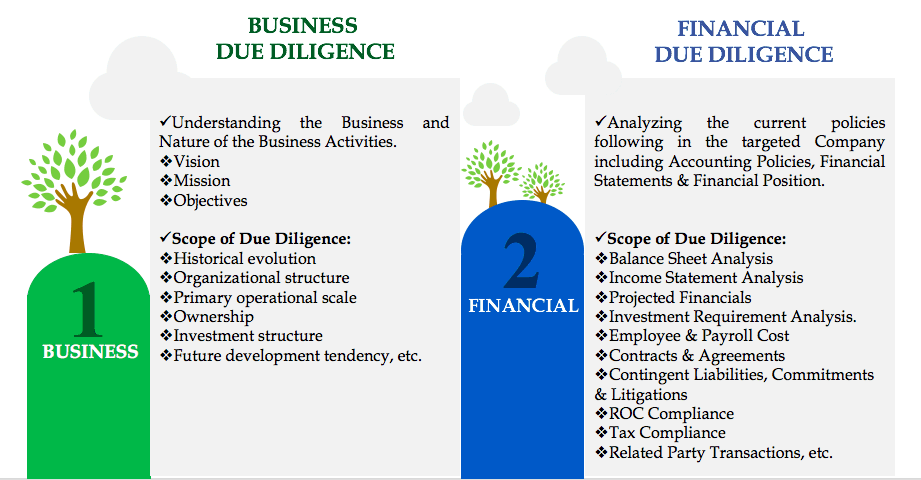 BUSINESS
DUE DILIGENCE
✓Understanding the Business and
Nature of the Business Activities.
❖Vision
❖Mission
❖Objectives
✓Scope of Due Diligence:
❖Historical evolution
❖Organizational structure
❖Primary operational scale
❖Ownership
❖Investment structure
❖Future development tendency, etc.
1
BUSINESS
FINANCIAL
DUE DILIGENCE
✓Analyzing the current policies
following in the targeted Company
including Accounting Policies, Financial
Statements & Financial Position.
✓Scope of Due Diligence:
❖Balance Sheet Analysis
❖Income Statement Analysis
❖Projected Financials
❖Investment Requirement Analysis.
❖Employee & Payroll Cost
❖Contracts & Agreements
❖Contingent Liabilities, Commitments
& Litigations
❖ROC Compliance
❖Tax Compliance
❖Related Party Transactions, etc.
2
FINANCIAL